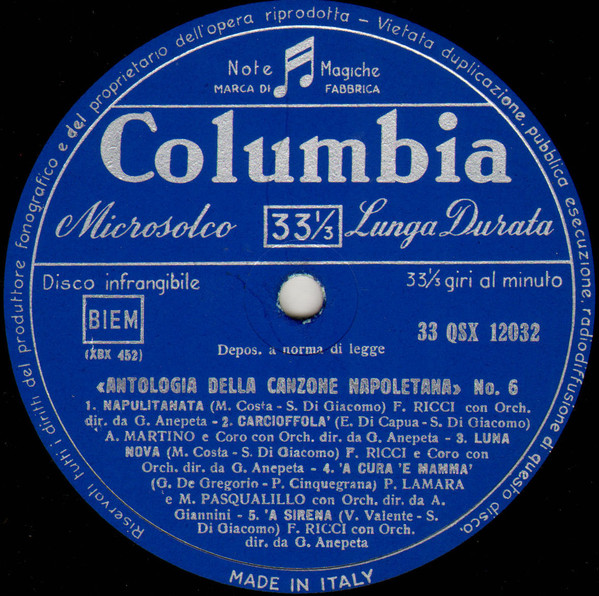 Riservati tutti i diritti del produttore fonografico e del proprietario dell'opera riprodotta - Vietata duplicazione, pubblica esecuzione, radiodiffusione di questo disco.
Note Magiche
MARCA DI FABBRICA
Columbia
Microsolco 33⅓ Lunga Durata
Disco infrangibile 33⅓ giri al minuto
BIEM
(XBX 452)
33 QSX 12032
Depos. a norma di legge
«ANTOLOGIA DELLA CANZONE NAPOLETANA» No. 6
1. NAPULITANATA (M. Costa - S. Di Giacomo) F. RICCI con Orch.
dir. da G. Anepeta - 2. CARCIOFFOLA' (E. Di Capua - S. Di Giacomo)
A. MARTINO e Coro con Orch. dir. da G. Anepeta - 3. LUNA
NOVA (M. Costa - S. Di Giacomo) F. RICCI e Coro con
Orch. dir. da G. Anepeta - 4. 'A CURA 'E MAMMA'
(G. De Gregorio - P. Cinquegrana) P. LAMARA
e M. PASQUALILLO con Orch. dir. da A.
Giannini - 5. 'A SIRENA (V. Valente - S.
Di Giacomo) F. RICCI con Orch.
dir. da G. Anepeta
MADE IN ITALY